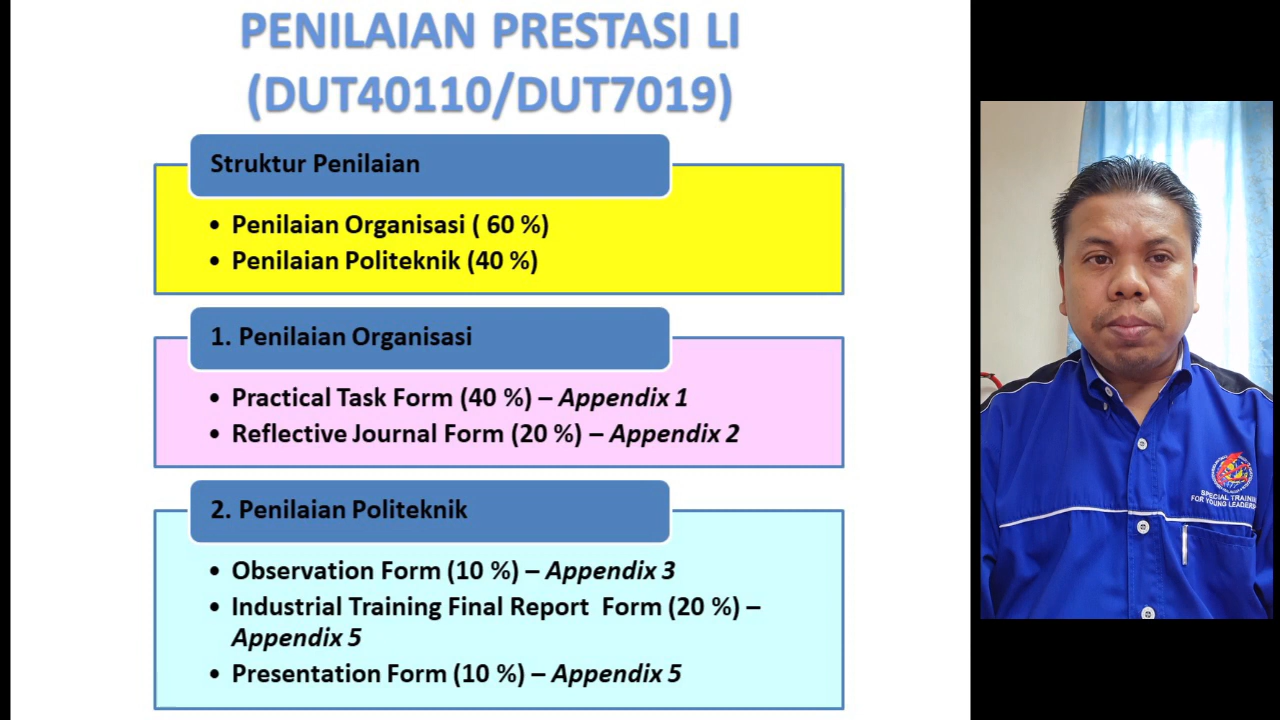 PENILAIAN PRESTASI LI
(DUT40110/DUT7019)
Struktur Penilaian
• Penilaian Organisasi ( 60 %)
• Penilaian Politeknik (40 %)
1. Penilaian Organisasi
• Practical Task Form (40 %) – Appendix 1
• Reflective Journal Form (20 %) – Appendix 2
2. Penilaian Politeknik
• Observation Form (10 %) – Appendix 3
• Industrial Training Final Report Form (20 %) –
Appendix 5
• Presentation Form (10 %) – Appendix 5
SPECIAL
FOR YOUNG